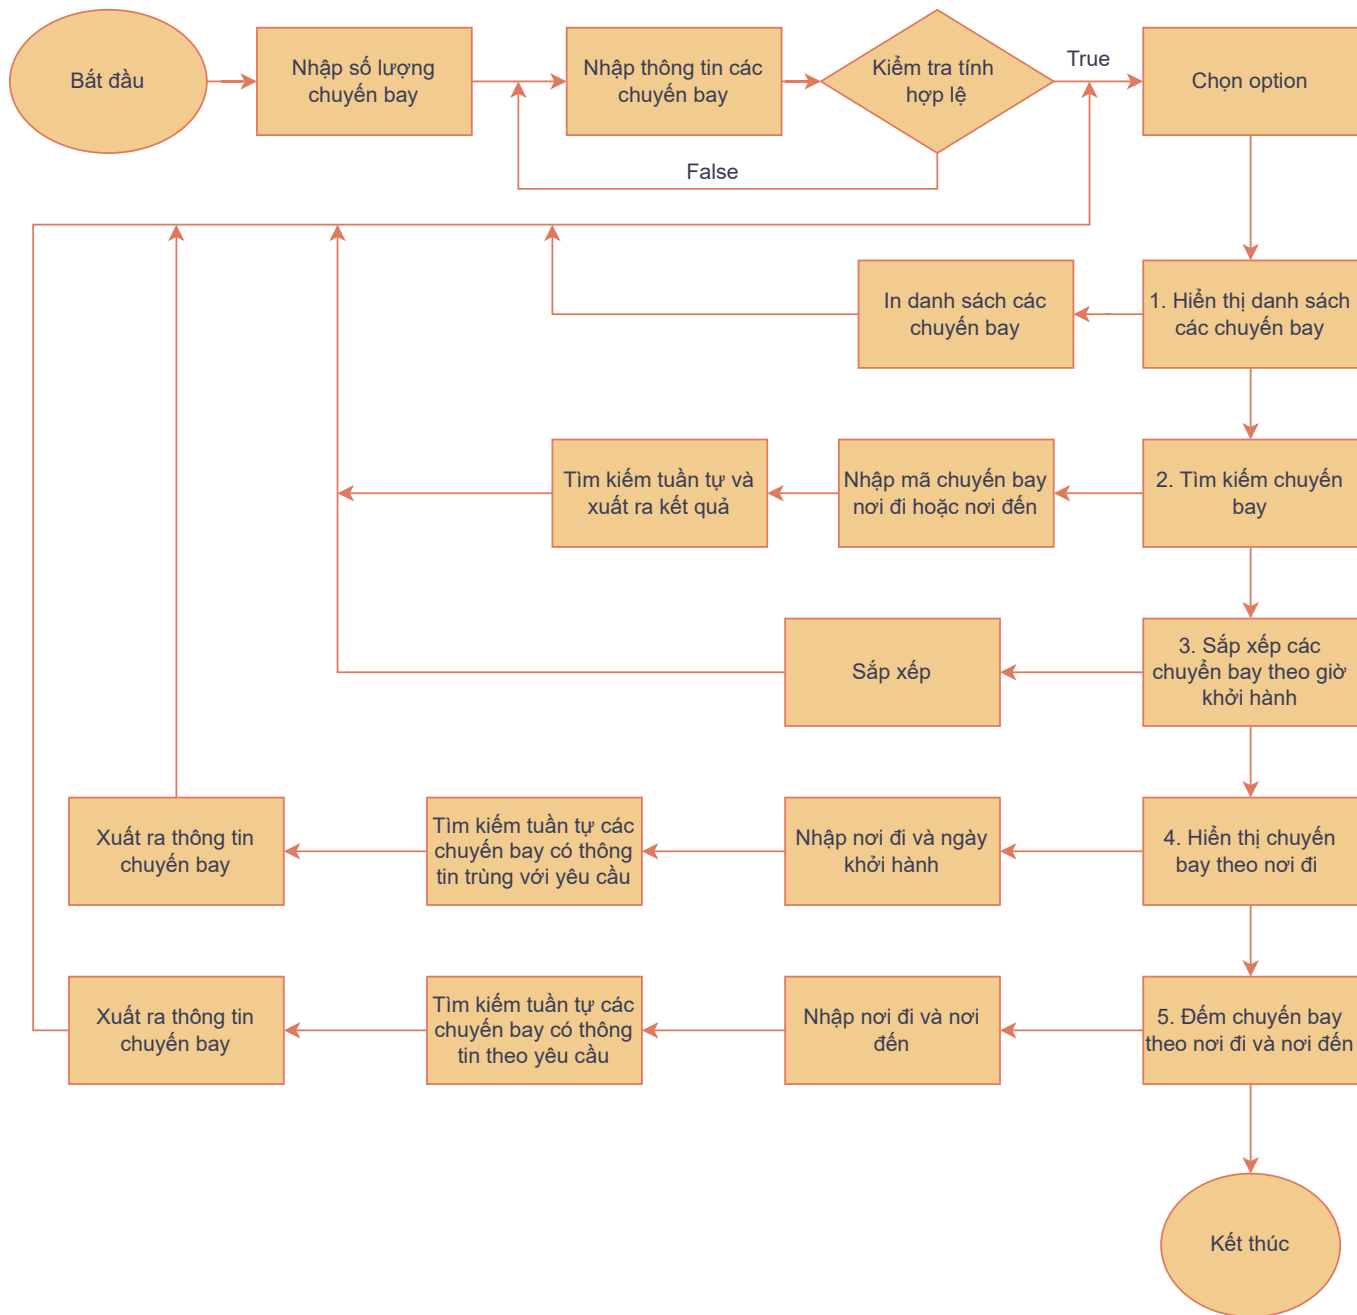 Bắt đầu
Nhập số lượng
chuyến bay
Nhập thông tin các
chuyến bay
Kiểm tra tính
hợp lệ
True
Chọn option
False
In danh sách các
chuyến bay
1. Hiển thị danh sách
các chuyến bay
Tìm kiếm tuần tự và
xuất ra kết quả
Nhập mã chuyến bay
nơi đi hoặc nơi đến
2. Tìm kiếm chuyến
bay
Sắp xếp
3. Sắp xếp các
chuyển bay theo giờ
khởi hành
Xuất ra thông tin
chuyến bay
Tìm kiếm tuần tự các
chuyến bay có thông
tin trùng với yêu cầu
Nhập nơi đi và ngày
khởi hành
4. Hiển thị chuyến
bay theo nơi đi
Xuất ra thông tin
chuyến bay
Tìm kiếm tuần tự các
chuyến bay có thông
tin theo yêu cầu
Nhập nơi đi và nơi
đến
5. Đếm chuyến bay
theo nơi đi và nơi đến
Kết thúc